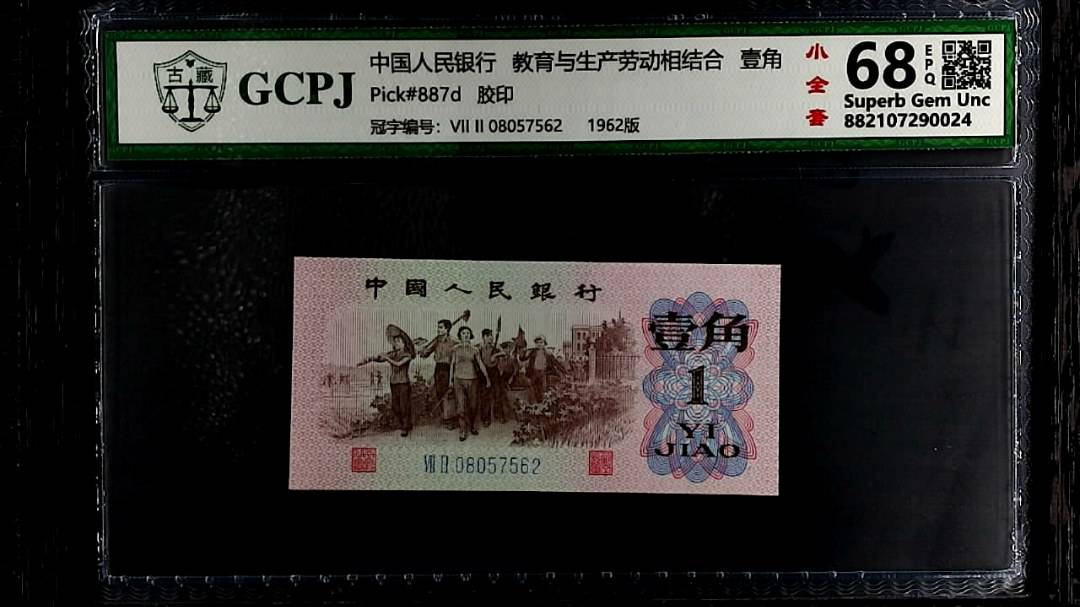 古藏
GCPJ
中国人民银行 教育与生产劳动相结合 壹角
Pick#887d 胶印
冠字编号: VII II 08057562 1962版
小全套
68
EPQ
Superb Gem Unc
882107290024
中國人民銀行
壹角
1
YI
JIAO
VII II 08057562